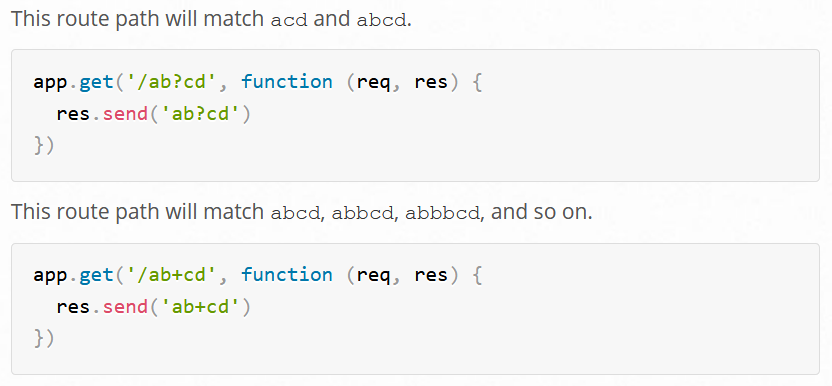 This route path will match acd and abcd.
app.get('/ab?cd', function (req, res) {
  res.send('ab?cd')
})
This route path will match abcd, abbcd, abbbcd, and so on.
app.get('/ab+cd', function (req, res) {
  res.send('ab+cd')
})